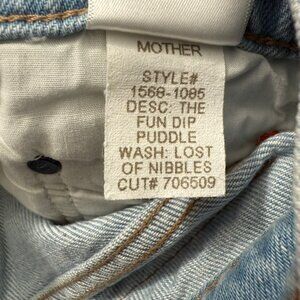 MOTHER
STYLE#
1568-1085
DESC: THE
FUN DIP
PUDDLE
WASH: LOST
OF NIBBLES
CUT# 706509